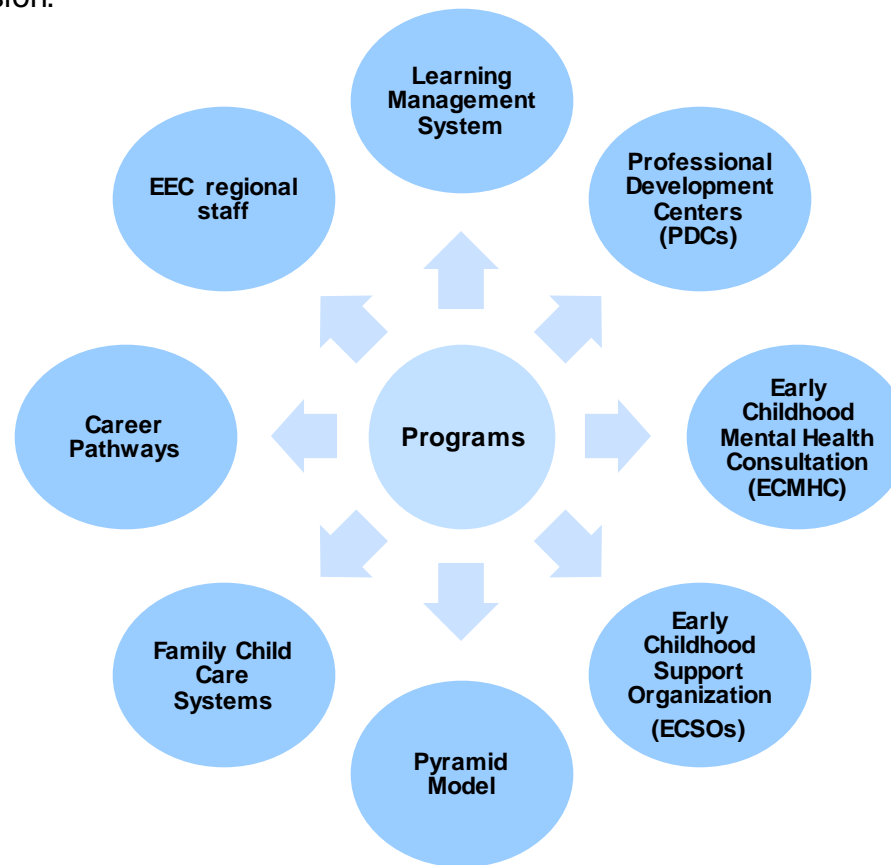 Learning
Management
System
EEC regional
staff
Professional
Development
Centers
(PDCs)
Career
Pathways
Programs
Early
Childhood
Mental Health
Consultation
(ECMHC)
Family Child
Care
Systems
Early
Childhood
Support
Organization
(ECSOs)
Pyramid
Model